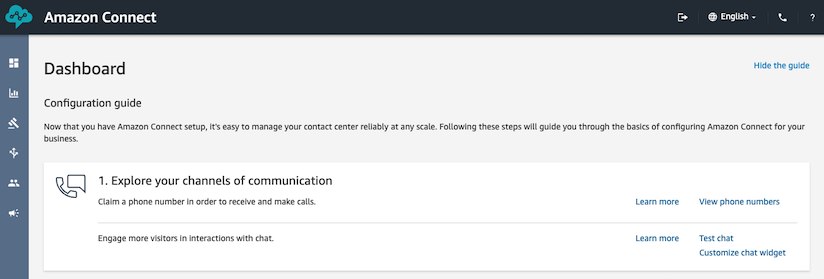 Amazon Connect
English
?
Dashboard
Hide the guide
Configuration guide
Now that you have Amazon Connect setup, it's easy to manage your contact center reliably at any scale. Following these steps will guide you through the basics of configuring Amazon Connect for your
business.
1. Explore your channels of communication
Claim a phone number in order to receive and make calls.
Learn more
View phone numbers
Engage more visitors in interactions with chat.
Learn more
Test chat
Customize chat widget